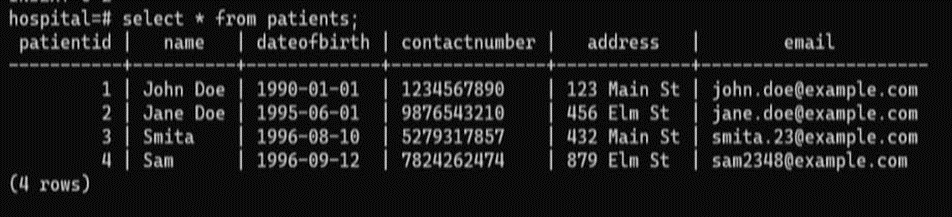 hospital=# select * from patients;
 patientid |   name   | dateofbirth | contactnumber |   address   |        email
-----------+----------+-------------+---------------+-------------+----------------------
         1 | John Doe | 1990-01-01  | 1234567890    | 123 Main St | john.doe@example.com
         2 | Jane Doe | 1995-06-01  | 9876543210    | 456 Elm St  | jane.doe@example.com
         3 | Smita    | 1996-08-10  | 5279317857    | 432 Main St | smita.23@example.com
         4 | Sam      | 1996-09-12  | 7824262474    | 879 Elm St  | sam2348@example.com
(4 rows)